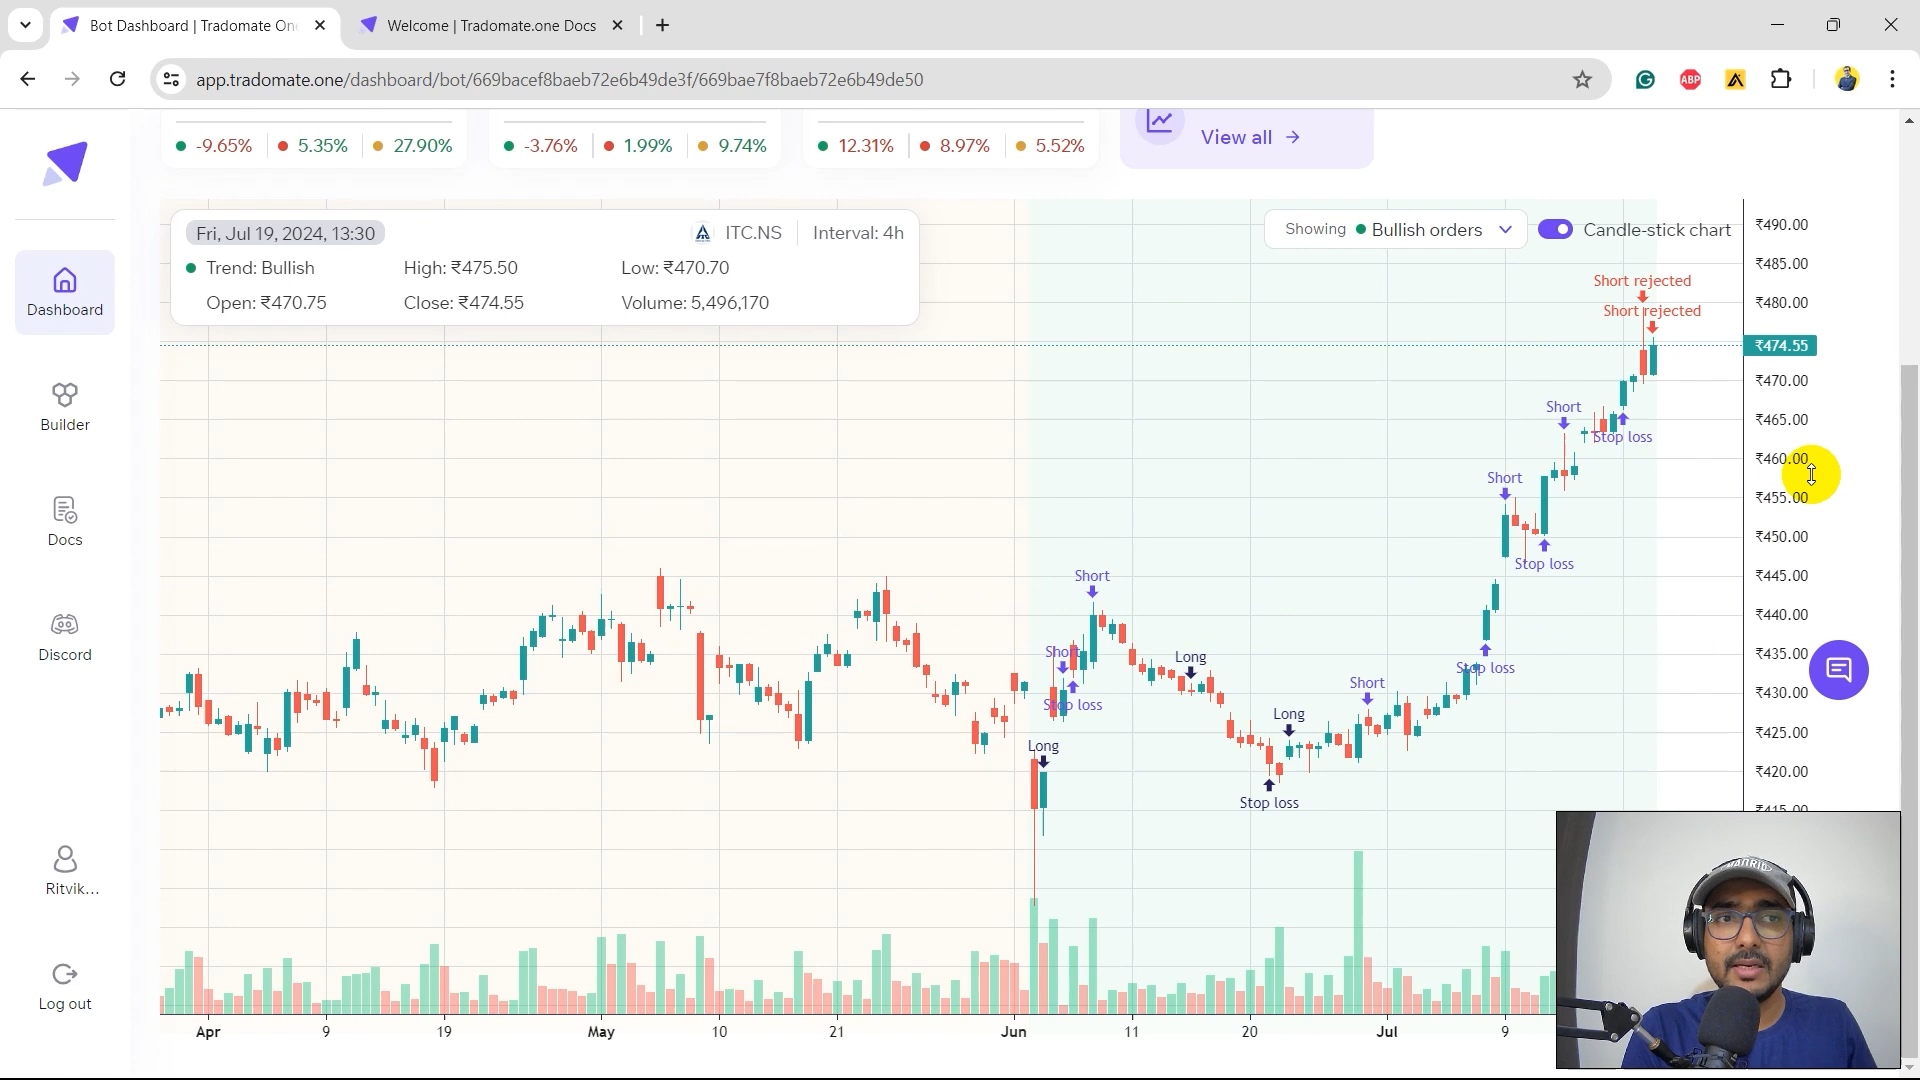 Bot Dashboard | Tradomate On
Welcome | Tradomate.one Docs
app.tradomate.one/dashboard/bot/669bacef8baeb72e6b49de3f/669bae7f8baeb72e6b49de50
ABP
-9.65% 5.35% 27.90%
-3.76% 1.99% 9.74%
12.31% 8.97% 5.52%
View all →
Fri, Jul 19, 2024, 13:30 ITC.NS Interval: 4h
Trend: Bullish High: ₹475.50 Low: ₹470.70
Open: ₹470.75 Close: ₹474.55 Volume: 5,496,170
Showing Bullish orders Candle-stick chart
Dashboard
Builder
Docs
Discord
Ritvik...
Log out
Short rejected
Short rejected
Short
Stop loss
Short
Stop loss
Short
Stop loss
Short
Stop loss
Long
Long
Long
Short
Stop loss
Stop loss
₹490.00
₹485.00
₹480.00
₹474.55
₹470.00
₹465.00
₹460.00
₹455.00
₹450.00
₹445.00
₹440.00
₹435.00
₹430.00
₹425.00
₹420.00
₹415.00
Apr 9 19 May 10 21 Jun 11 20 Jul 9